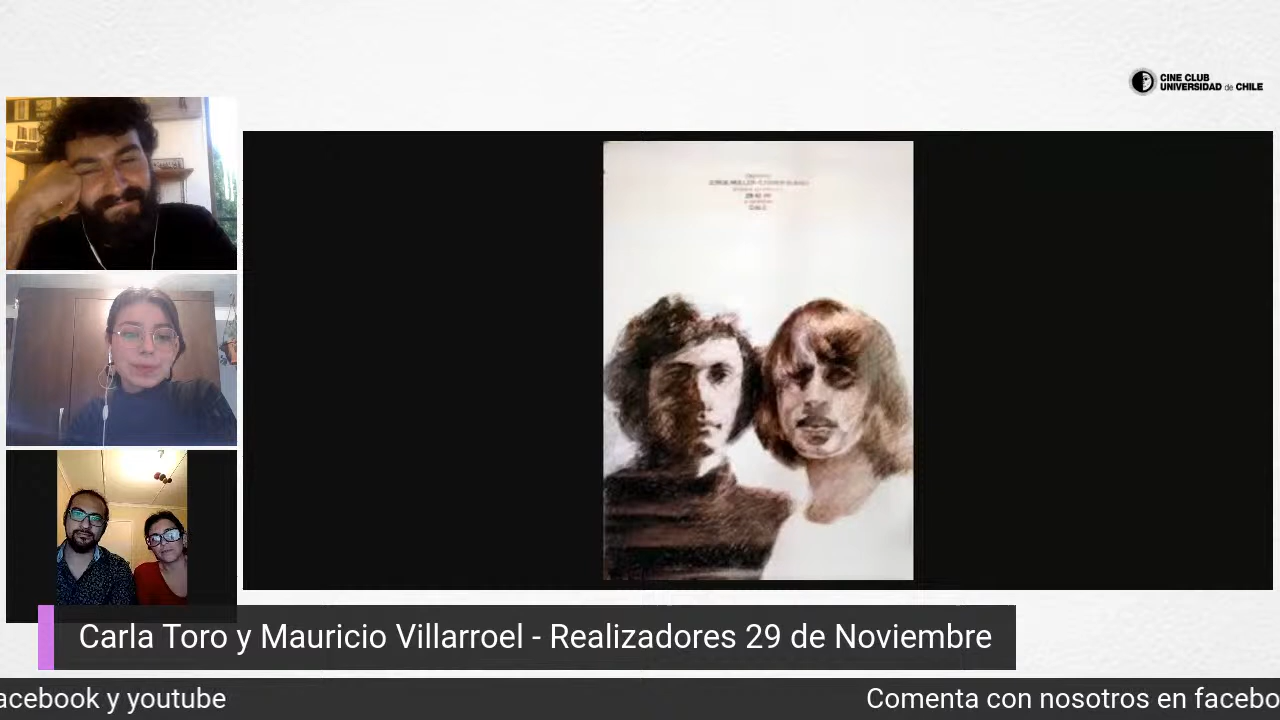 CINE CLUB
UNIVERSIDAD de CHILE
Carla Toro y Mauricio Villarroel - Realizadores 29 de Noviembre
acebook y youtube
Comenta con nosotros en facebo